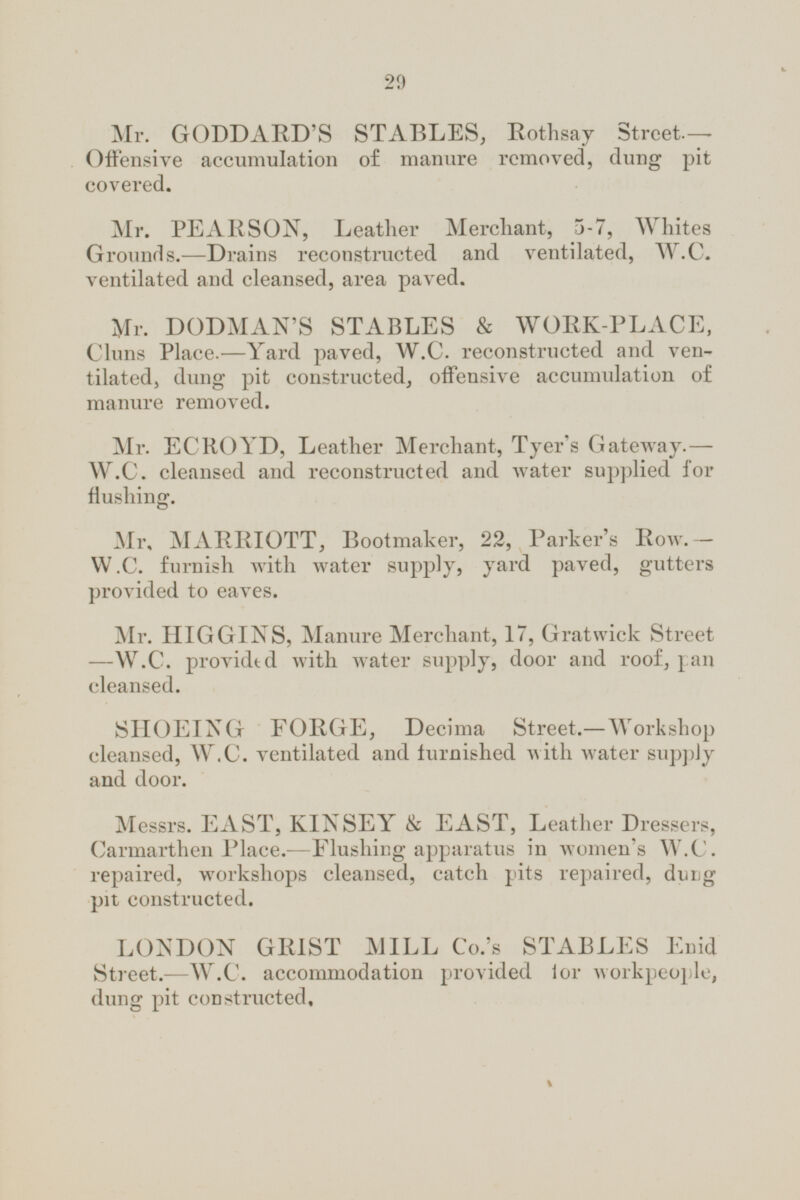 29
Mr. GODDARD'S STABLES, Rothsay Street.—
Offensive accumulation of manure removed, dung pit
covered.
Mr. PEARSON, Leather Merchant, 5-7, Whites
Grounds.—Drains reconstructed and ventilated, W.C.
ventilated and cleansed, area paved.
Mr. DODMAN'S STABLES & WORK-PLACE,
Cluns Place.—Yard paved, W.C. reconstructed and ven-
tilated, dung pit constructed, offensive accumulation of
manure removed.
Mr. ECROYD, Leather Merchant, Tyer's Gateway.—
W.C. cleansed and reconstructed and water supplied for
flushing.
Mr, MARRIOTT, Bootmaker, 22, Parker's Row.—
W.C. furnish with water supply, yard paved, gutters
provided to eaves.
Mr. HIGGINS, Manure Merchant, 17, Gratwick Street
—W.C. provided with water supply, door and roof, pan
cleansed.
SHOEING FORGE, Decima Street.—Workshop
cleansed, W.C. ventilated and furnished with water supply
and door.
Messrs. EAST, KINSEY & EAST, Leather Dressers,
Carmarthen Place.—Flushing apparatus in women's W.C.
repaired, workshops cleansed, catch pits repaired, dung
pit constructed.
LONDON GRIST MILL Co.'s STABLES Enid
Street.—W.C. accommodation provided for workpeople,
dung pit constructed,